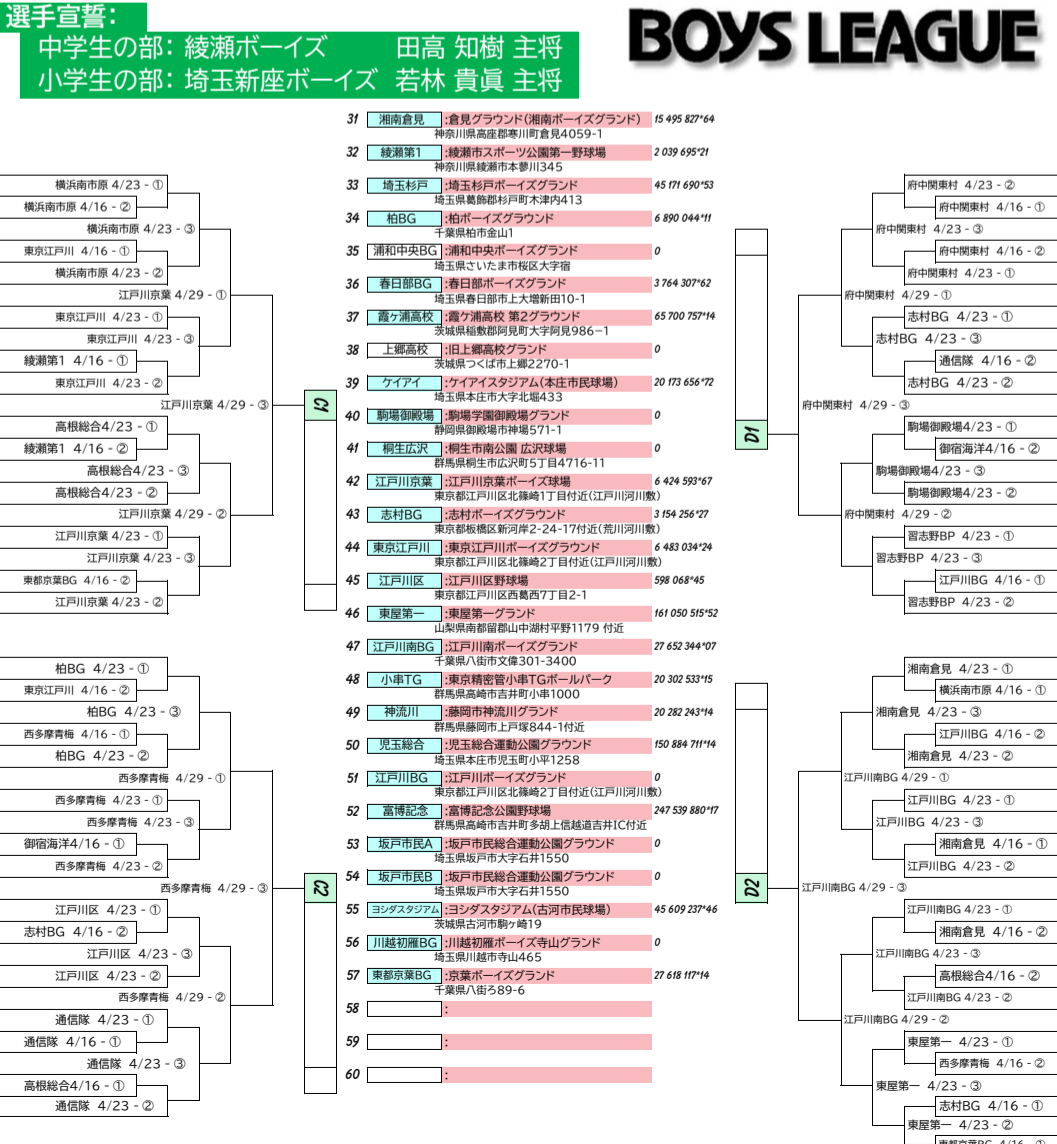 選手宣誓：
中学生の部： 綾瀬ボーイズ 田高 知樹 主将
小学生の部： 埼玉新座ボーイズ 若林 貴眞 主将
BOYS LEAGUE
横浜南市原 4/23 - ①
横浜南市原 4/16 - ②
横浜南市原 4/23 - ③
東京江戸川 4/16 - ①
横浜南市原 4/23 - ②
江戸川京葉 4/29 - ①
東京江戸川 4/23 - ①
東京江戸川 4/23 - ③
綾瀬第1 4/16 - ①
東京江戸川 4/23 - ②
江戸川京葉 4/29 - ③
高根総合4/23 - ①
綾瀬第1 4/16 - ②
高根総合4/23 - ③
高根総合4/23 - ②
江戸川京葉 4/29 - ②
江戸川京葉 4/23 - ①
江戸川京葉 4/23 - ③
東都京葉BG 4/16 - ②
江戸川京葉 4/23 - ②
柏BG 4/23 - ①
東京江戸川 4/16 - ②
柏BG 4/23 - ③
西多摩青梅 4/16 - ①
柏BG 4/23 - ②
西多摩青梅 4/29 - ①
西多摩青梅 4/23 - ①
西多摩青梅 4/23 - ③
御宿海洋4/16 - ①
西多摩青梅 4/23 - ②
西多摩青梅 4/29 - ③
江戸川区 4/23 - ①
志村BG 4/16 - ②
江戸川区 4/23 - ③
江戸川区 4/23 - ②
西多摩青梅 4/29 - ②
通信隊 4/23 - ①
通信隊 4/16 - ①
通信隊 4/23 - ③
高根総合4/16 - ①
通信隊 4/23 - ②
31 湘南倉見 :倉見グラウンド(湘南ボーイズグランド) 15 495 827*64
神奈川県高座郡寒川町倉見4059-1
32 綾瀬第1 :綾瀬市スポーツ公園第一野球場 2 039 695*21
神奈川県綾瀬市本蓼川345
33 埼玉杉戸 :埼玉杉戸ボーイズグランド 45 171 690*53
埼玉県葛飾郡杉戸町木津内413
34 柏BG :柏ボーイズグラウンド 6 890 044*11
千葉県柏市金山1
35 浦和中央BG :浦和中央ボーイズグランド 0
埼玉県さいたま市桜区大字宿
36 春日部BG :春日部ボーイズグランド 3 764 307*62
埼玉県春日部市上大増新田10-1
37 霞ケ浦高校 :霞ケ浦高校 第2グラウンド 65 700 757*14
茨城県稲敷郡阿見町大字阿見986－1
38 上郷高校 :旧上郷高校グランド 0
茨城県つくば市上郷2270-1
39 ケイアイ :ケイアイスタジアム(本庄市民球場) 20 173 656*72
埼玉県本庄市大字北堀433
40 駒場御殿場 :駒場学園御殿場グランド 0
静岡県御殿場市神場571-1
41 桐生広沢 :桐生市南公園 広沢球場 0
群馬県桐生市広沢町5丁目4716-11
42 江戸川京葉 :江戸川京葉ボーイズ球場 6 424 593*67
東京都江戸川区北篠崎1丁目付近(江戸川河川敷)
43 志村BG :志村ボーイズグラウンド 3 154 256*27
東京都板橋区新河岸2-24-17付近(荒川河川敷)
44 東京江戸川 :東京江戸川ボーイズグラウンド 6 483 034*24
東京都江戸川区北篠崎2丁目付近(江戸川河川敷)
45 江戸川区 :江戸川区野球場 598 068*45
東京都江戸川区西葛西7丁目2-1
46 東屋第一 :東屋第一グランド 161 050 515*52
山梨県南都留郡山中湖村平野1179 付近
47 江戸川南BG :江戸川南ボーイズグランド 27 652 344*07
千葉県八街市文偉301-3400
48 小串TG :東京精密管小串TGボールパーク 20 302 543*15
群馬県高崎市吉井町小串1000
49 神流川 :藤岡市神流川グランド 20 282 243*14
群馬県藤岡市上戸塚844-1付近
50 児玉総合 :児玉総合運動公園グラウンド 150 884 711*14
埼玉県本庄市児玉町小平1258
51 江戸川BG :江戸川ボーイズグランド 0
東京都江戸川区北篠崎2丁目付近(江戸川河川敷)
52 富博記念 :富博記念公園野球場 247 539 880*17
群馬県高崎市吉井町多胡上信越道吉井IC付近
53 坂戸市民A :坂戸市民総合運動公園グラウンド 0
埼玉県坂戸市大字石井1550
54 坂戸市民B :坂戸市民総合運動公園グラウンド 0
埼玉県坂戸市大字石井1550
55 ヨシダスタジアム :ヨシダスタジアム(古河市民球場) 45 609 237*46
茨城県古河市駒ヶ崎19
56 川越初雁BG :川越初雁ボーイズ寺山グランド 0
埼玉県川越市寺山465
57 東都京葉BG :京葉ボーイズグランド 27 618 117*14
千葉県八街ろ89-6
58 :
59 :
60 :
D1
D2
府中関東村 4/23 - ②
府中関東村 4/16 - ①
府中関東村 4/23 - ③
府中関東村 4/16 - ②
府中関東村 4/23 - ①
府中関東村 4/29 - ①
志村BG 4/23 - ①
志村BG 4/23 - ③
通信隊 4/16 - ②
志村BG 4/23 - ②
府中関東村 4/29 - ③
駒場御殿場4/23 - ①
御宿海洋4/16 - ②
駒場御殿場4/23 - ③
駒場御殿場4/23 - ②
府中関東村 4/29 - ②
習志野BP 4/23 - ①
習志野BP 4/23 - ③
江戸川BG 4/16 - ①
習志野BP 4/23 - ②
湘南倉見 4/23 - ①
横浜南市原 4/16 - ①
湘南倉見 4/23 - ③
江戸川BG 4/16 - ②
湘南倉見 4/23 - ②
江戸川南BG 4/29 - ①
江戸川BG 4/23 - ①
江戸川BG 4/23 - ③
湘南倉見 4/16 - ①
江戸川BG 4/23 - ②
江戸川南BG 4/29 - ③
江戸川南BG 4/23 - ①
湘南倉見 4/16 - ②
江戸川南BG 4/23 - ③
高根総合4/16 - ②
江戸川南BG 4/23 - ②
江戸川南BG 4/29 - ②
東屋第一 4/23 - ①
西多摩青梅 4/16 - ②
東屋第一 4/23 - ③
志村BG 4/16 - ①
東屋第一 4/23 - ②